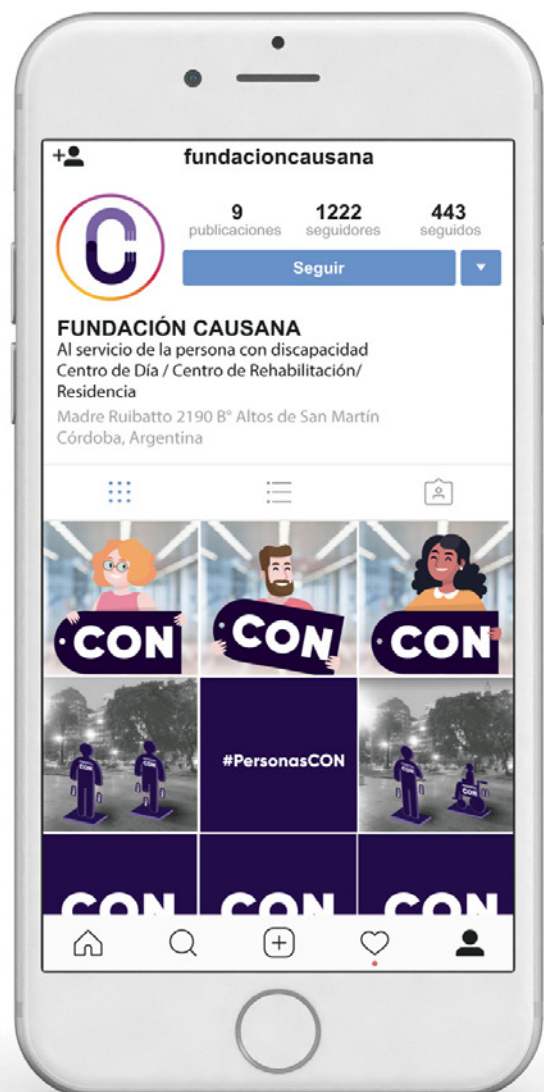 fundacioncausana
9 1222 443
publicaciones seguidores seguidos
Seguir
FUNDACIÓN CAUSANA
Al servicio de la persona con discapacidad
Centro de Día / Centro de Rehabilitación/
Residencia
Madre Ruibatto 2190 B° Altos de San Martín
Córdoba, Argentina
CON CON CON
CON CON #PersonasCON CON CON
CON CON CON